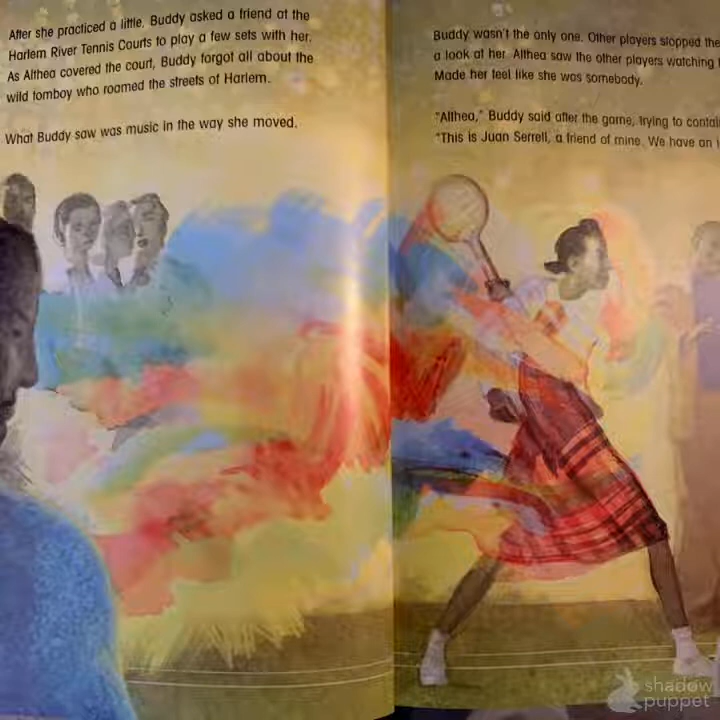 After she practiced a little, Buddy asked a friend at the
Harlem River Tennis Courts to play a few sets with her.
As Althea covered the court, Buddy forgot all about the
wild tomboy who roamed the streets of Harlem.
What Buddy saw was music in the way she moved.
Buddy wasn't the only one. Other players stopped
a look at her. Althea saw the other players watching
Made her feel like she was somebody.
"Althea," Buddy said after the game, trying to
"This is Juan Serrell, a friend of mine. We have an
shadow
puppet